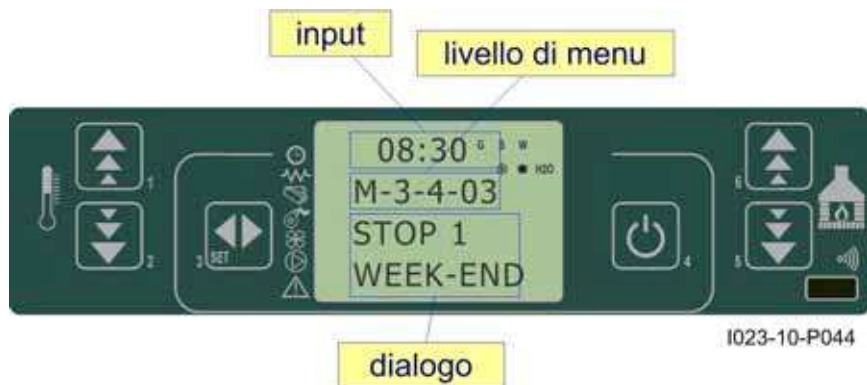 input
livello di menu
08:30
G D W
H2O
M-3-4-03
STOP 1
WEEK-END
1
2
3
SET
4
5
6
I023-10-P044
dialogo